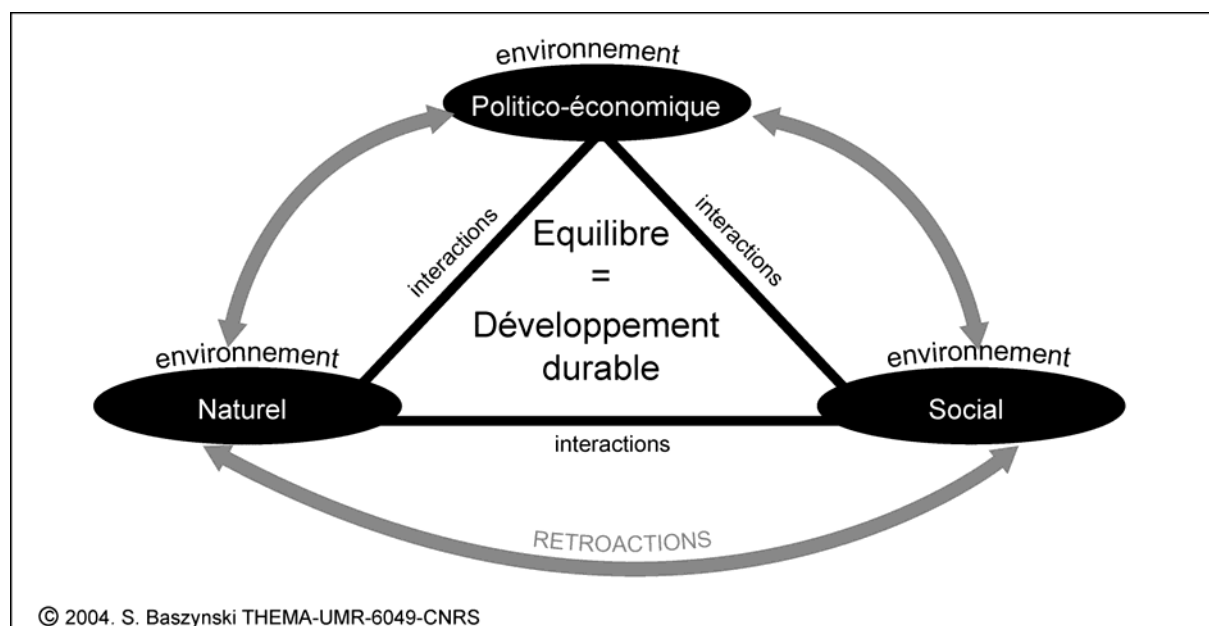 environnement
Politico-économique
interactions
interactions
Equilibre
=
Développement
durable
environnement
Naturel
environnement
Social
interactions
RETROACTIONS
© 2004. S. Baszynski THEMA-UMR-6049-CNRS